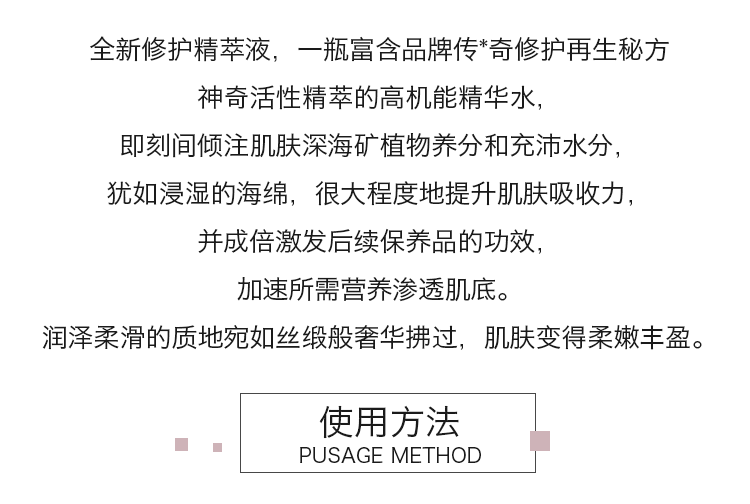 全新修护精萃液，一瓶富含品牌传*奇修护再生秘方
神奇活性精萃的高机能精华水，
即刻间倾注肌肤深海矿植物养分和充沛水分，
犹如浸湿的海绵，很大程度地提升肌肤吸收力，
并成倍激发后续保养品的功效，
加速所需营养渗透肌底。
润泽柔滑的质地宛如丝缎般奢华拂过，肌肤变得柔嫩丰盈。
使用方法
PUSAGE METHOD